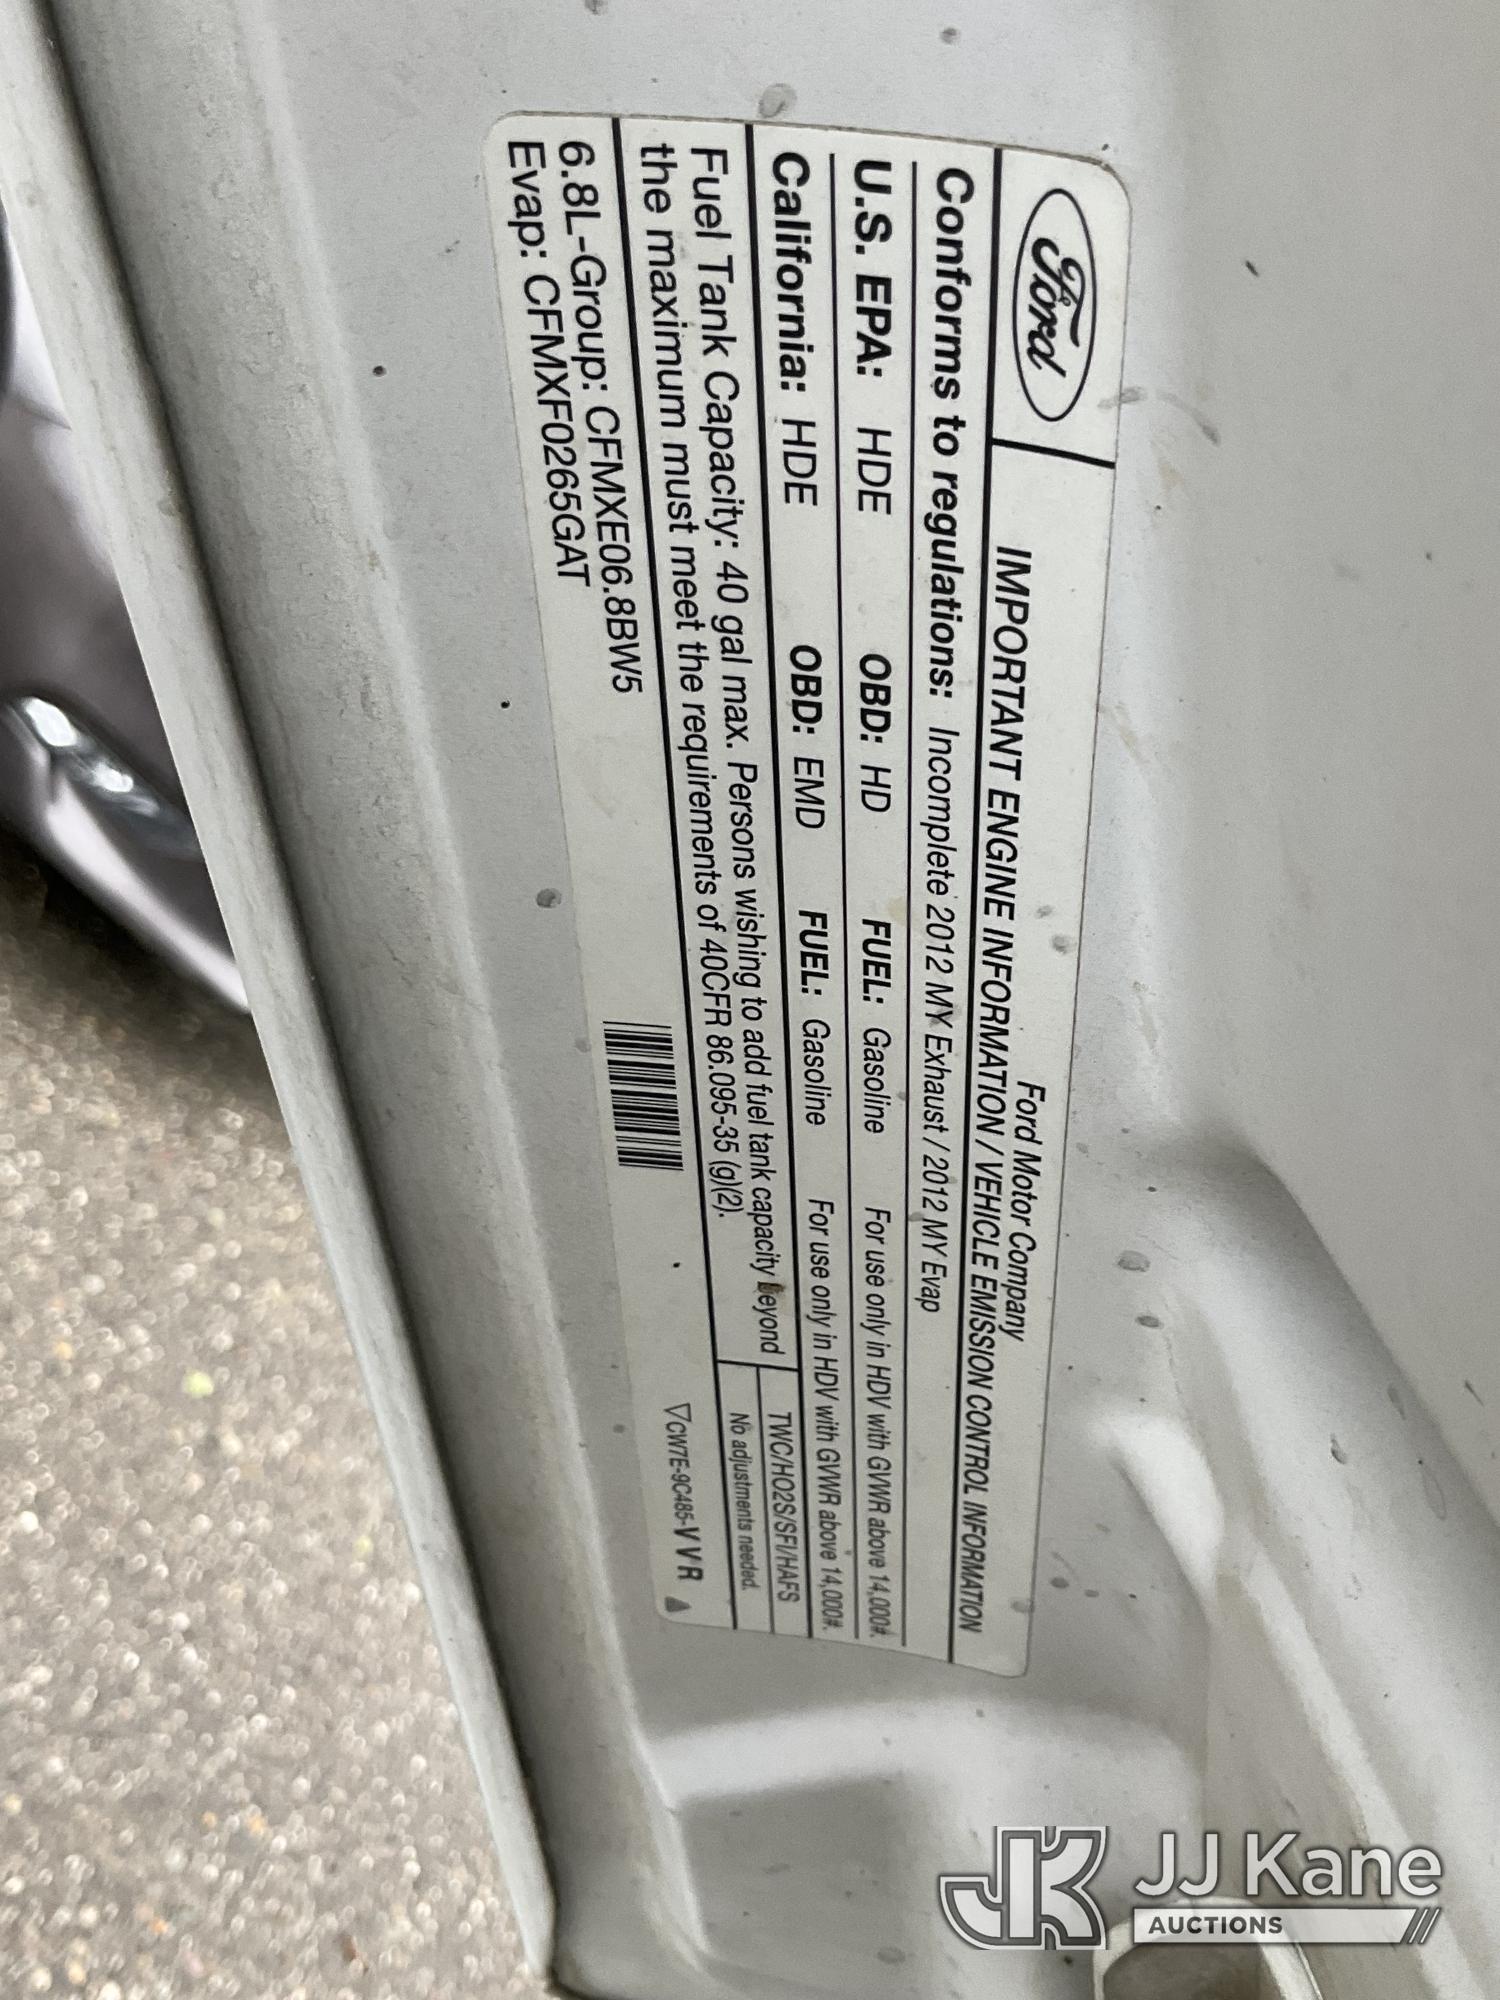 Ford
Ford Motor Company
IMPORTANT ENGINE INFORMATION / VEHICLE EMISSION CONTROL INFORMATION
Conforms to regulations: Incomplete 2012 MY Exhaust / 2012 MY Evap
U.S. EPA: HDE OBD: HD FUEL: Gasoline For use only in HDV with GVWR above 14,000#.
California: HDE OBD: EMD FUEL: Gasoline For use only in HDV with GVWR above 14,000#.
Fuel Tank Capacity: 40 gal max. Persons wishing to add fuel tank capacity beyond
the maximum must meet the requirements of 40CFR 86.095-35 (g)(2).
TWC/HO2S/SFI/HAFS
No adjustments needed.
6.8L-Group: CFMXE06.8BW5
Evap: CFMXF0265GAT
CW7E-9C485-VVR
JJ Kane
AUCTIONS